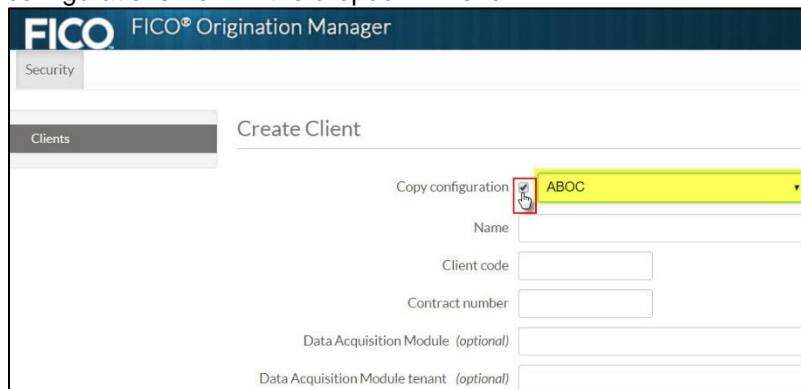 FICO FICO® Origination Manager
Security
Clients
Create Client
Copy configuration ABOC
Name
Client code
Contract number
Data Acquisition Module (optional)
Data Acquisition Module tenant (optional)